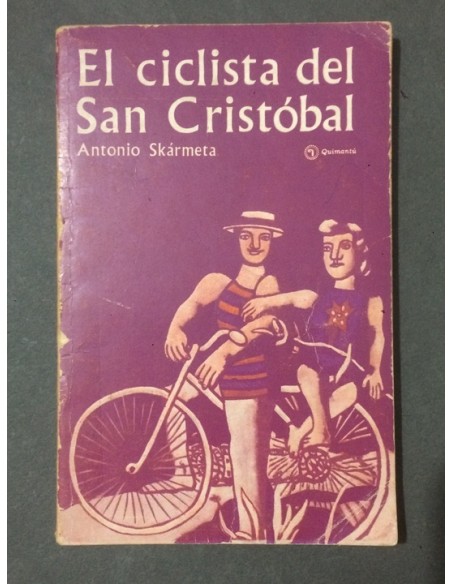 El ciclista del
San Cristóbal
Antonio Skármeta
Quimantú